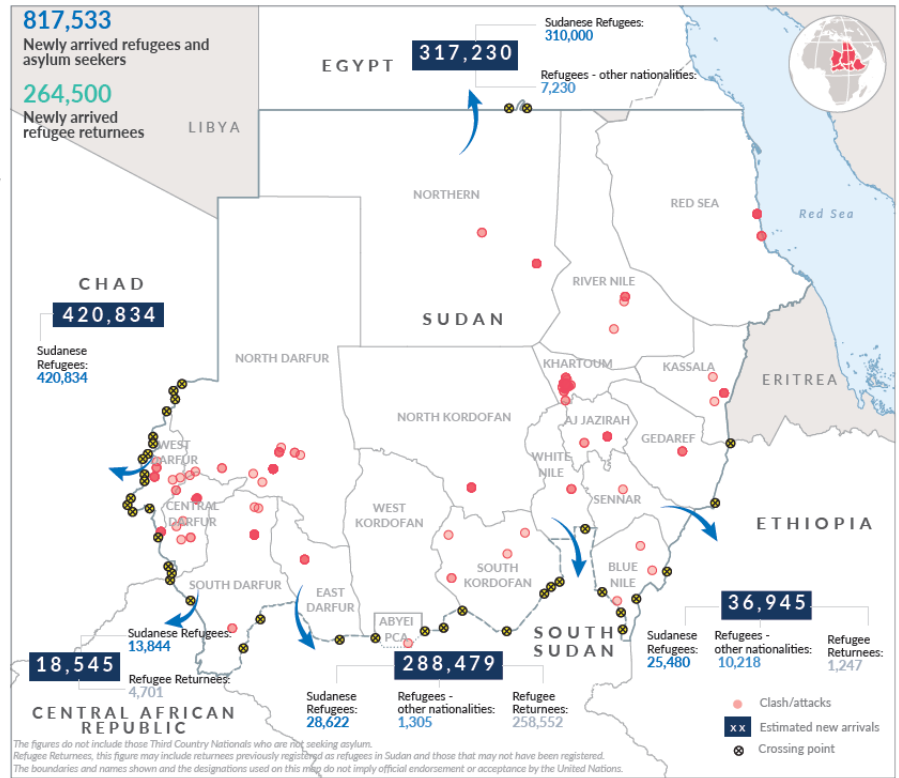 817,533
Newly arrived refugees and
asylum seekers
264,500
Newly arrived
refugee returnees
EGYPT
317,230
Sudanese Refugees:
310,000
Refugees - other nationalities:
7,230
LIBYA
NORTHERN
RED SEA
Red Sea
RIVER NILE
CHAD
420,834
Sudanese
Refugees:
420,834
SUDAN
NORTH DARFUR
KHARTOUM
KASSALA
ERITREA
NORTH KORDOFAN
AJ JAZIRAH
GEDAREF
WEST
DARFUR
WHITE
NILE
SENNAR
CENTRAL
DARFUR
WEST
KORDOFAN
ETHIOPIA
SOUTH
KORDOFAN
BLUE
NILE
SOUTH DARFUR
EAST
DARFUR
ABYEI
PCA
SOUTH
SUDAN
36,945
Sudanese
Refugees:
25,480
Refugees -
other nationalities:
10,218
Refugee
Returnees:
1,247
18,545
Sudanese Refugees:
13,844
Refugee Returnees:
4,701
CENTRAL AFRICAN
REPUBLIC
288,479
Sudanese
Refugees:
28,622
Refugees -
other nationalities:
1,305
Refugee
Returnees:
258,552
Clash/attacks
x x Estimated new arrivals
Crossing point
The figures do not include those Third Country Nationals who are not seeking asylum.
Refugee Returnees, this figure may include returnees previously registered as refugees in Sudan and those that may not have been registered.
The boundaries and names shown and the designations used on this map do not imply official endorsement or acceptance by the United Nations.